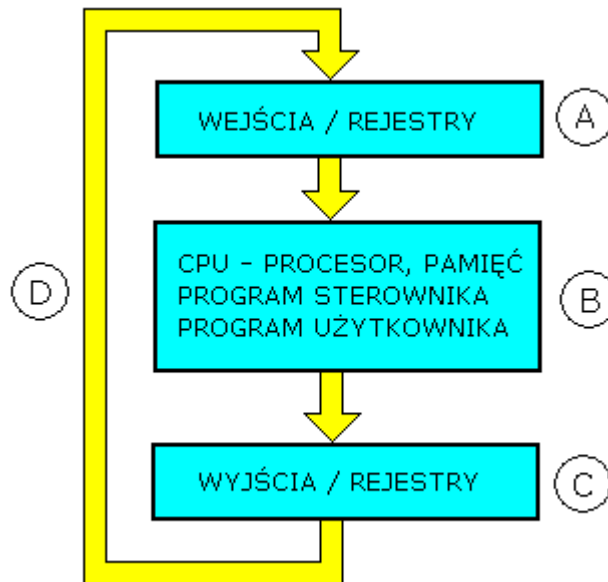 WEJŚCIA / REJESTRY
A
CPU – PROCESOR, PAMIĘĆ
PROGRAM STEROWNIKA
PROGRAM UŻYTKOWNIKA
B
D
WYJŚCIA / REJESTRY
C